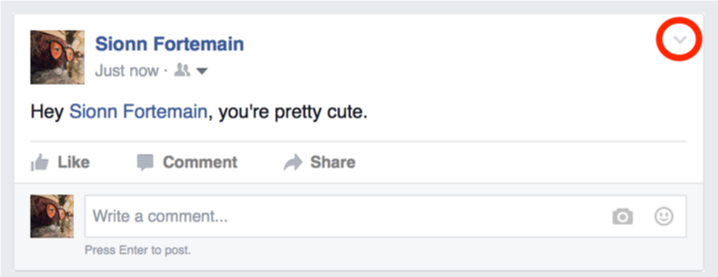 Sionn Fortemain
Just now ·
Hey Sionn Fortemain, you're pretty cute.
Like Comment Share
Write a comment...
Press Enter to post.